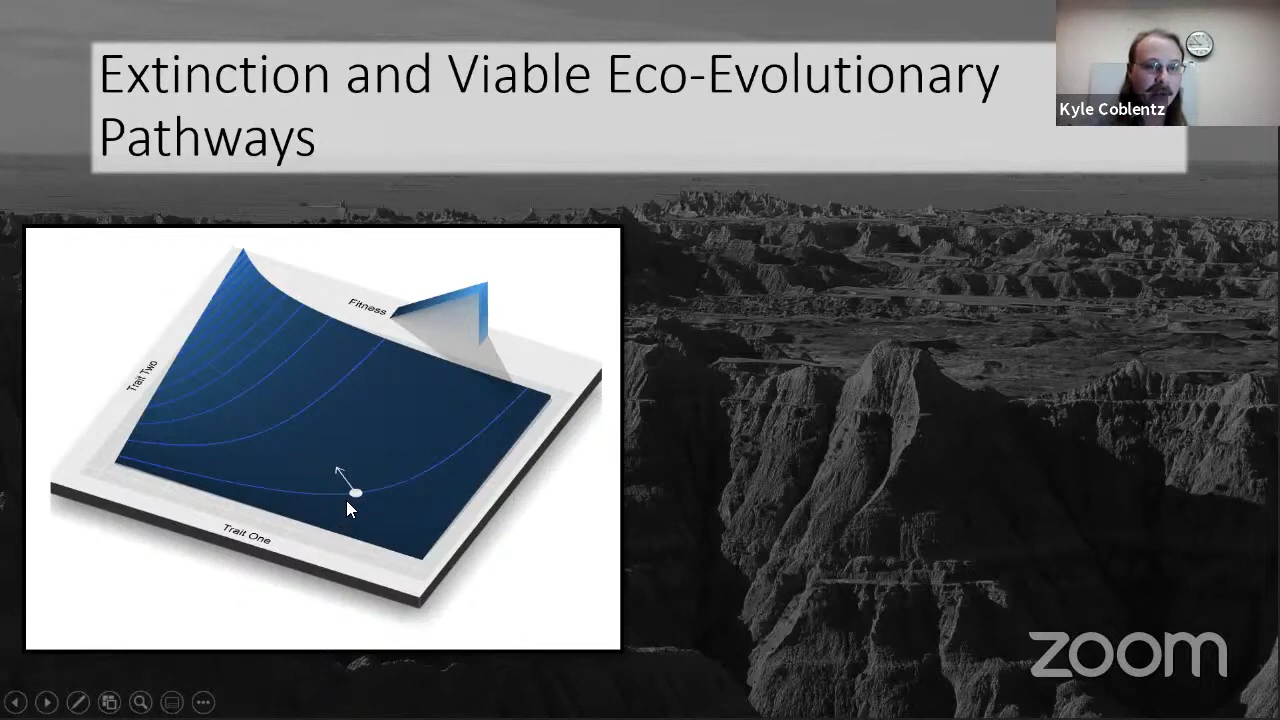 Extinction and Viable Eco-Evolutionary
Pathways
Kyle Coblentz
Fitness
Trait Two
Trait One
zoom